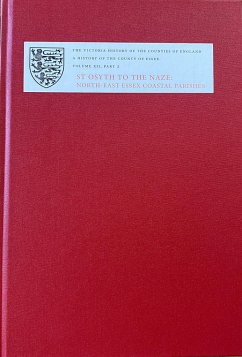 THE VICTORIA HISTORY OF THE COUNTIES OF ENGLAND
A HISTORY OF THE COUNTY OF ESSEX
VOLUME XII, PART 2
ST OSYTH TO THE NAZE:
NORTH-EAST ESSEX COASTAL PARISHES